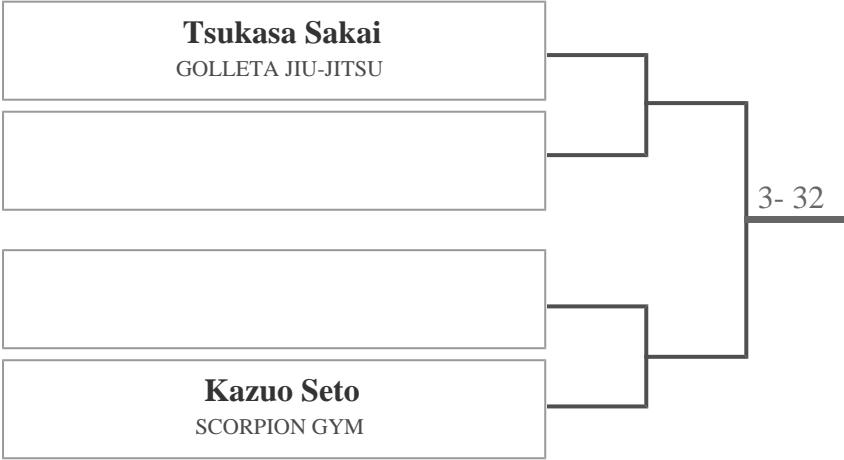 Tsukasa Sakai
GOLLETA JIU-JITSU
3- 32
Kazuo Seto
SCORPION GYM